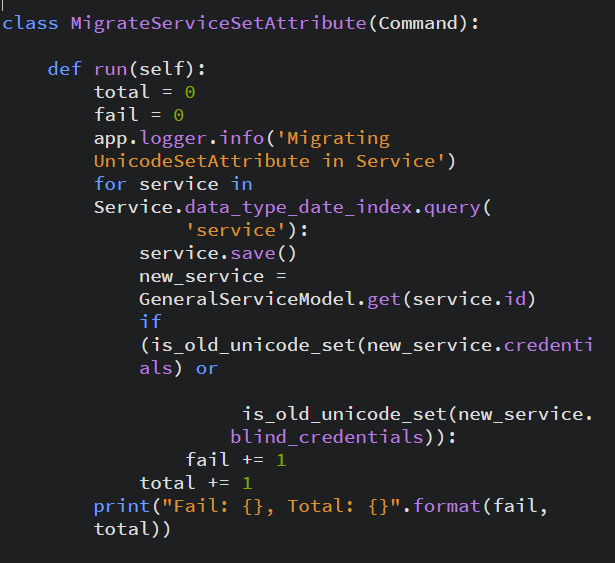 class MigrateServiceSetAttribute(Command):
def run(self):
total = 0
fail = 0
app.logger.info('Migrating
UnicodeSetAttribute in Service')
for service in
Service.data_type_date_index.query(
'service'):
service.save()
new_service =
GeneralServiceModel.get(service.id)
if
(is_old_unicode_set(new_service.credenti
als) or
is_old_unicode_set(new_service.
blind_credentials)):
fail += 1
total += 1
print("Fail: {}, Total: {}".format(fail,
total))